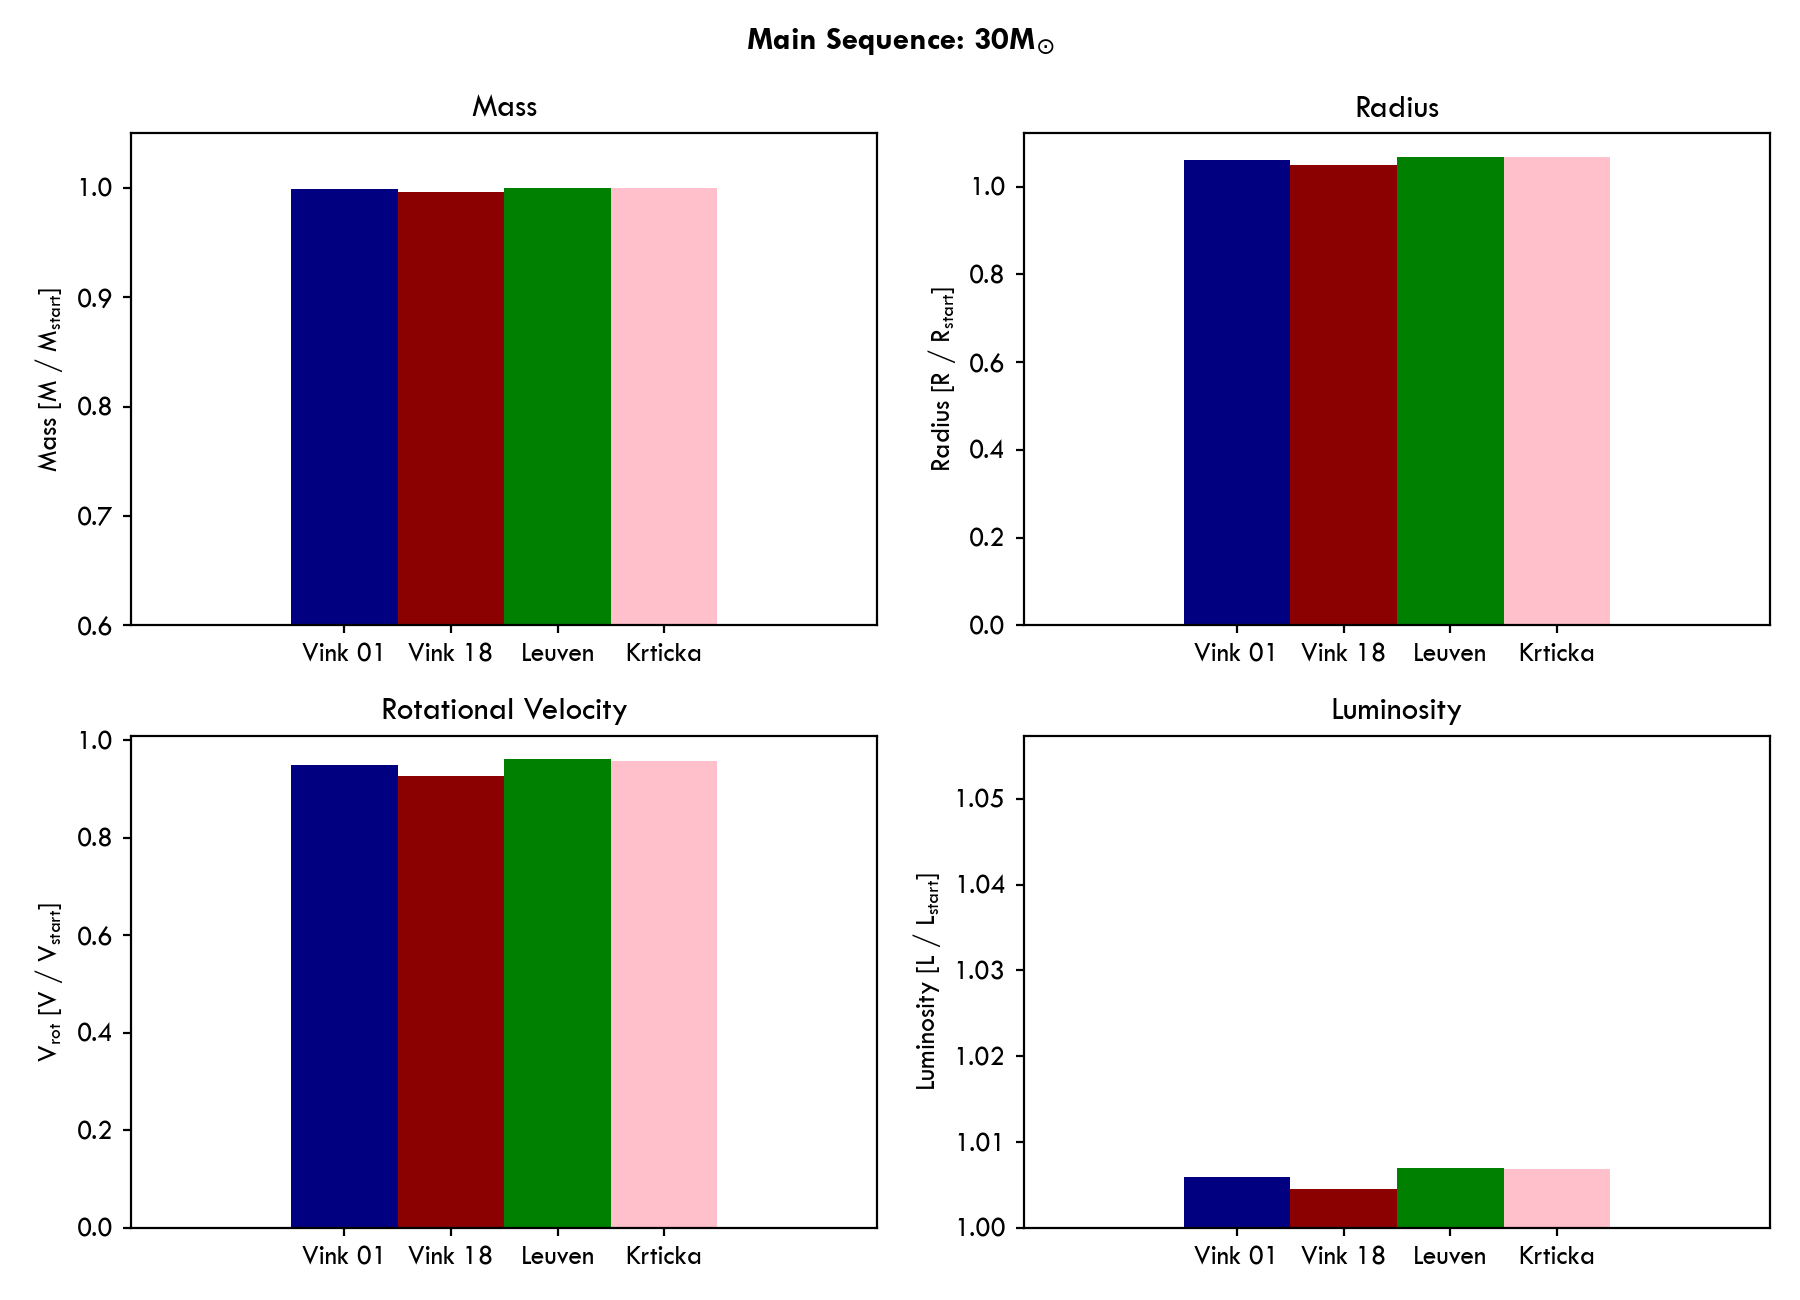 Main Sequence: 30M☉
Mass
Mass [M / Mstart]
1.0
0.9
0.8
0.7
0.6
Vink 01 Vink 18 Leuven Krticka
Radius
Radius [R / Rstart]
1.0
0.8
0.6
0.4
0.2
0.0
Vink 01 Vink 18 Leuven Krticka
Rotational Velocity
Vrot [V / Vstart]
1.0
0.8
0.6
0.4
0.2
0.0
Vink 01 Vink 18 Leuven Krticka
Luminosity
Luminosity [L / Lstart]
1.05
1.04
1.03
1.02
1.01
1.00
Vink 01 Vink 18 Leuven Krticka